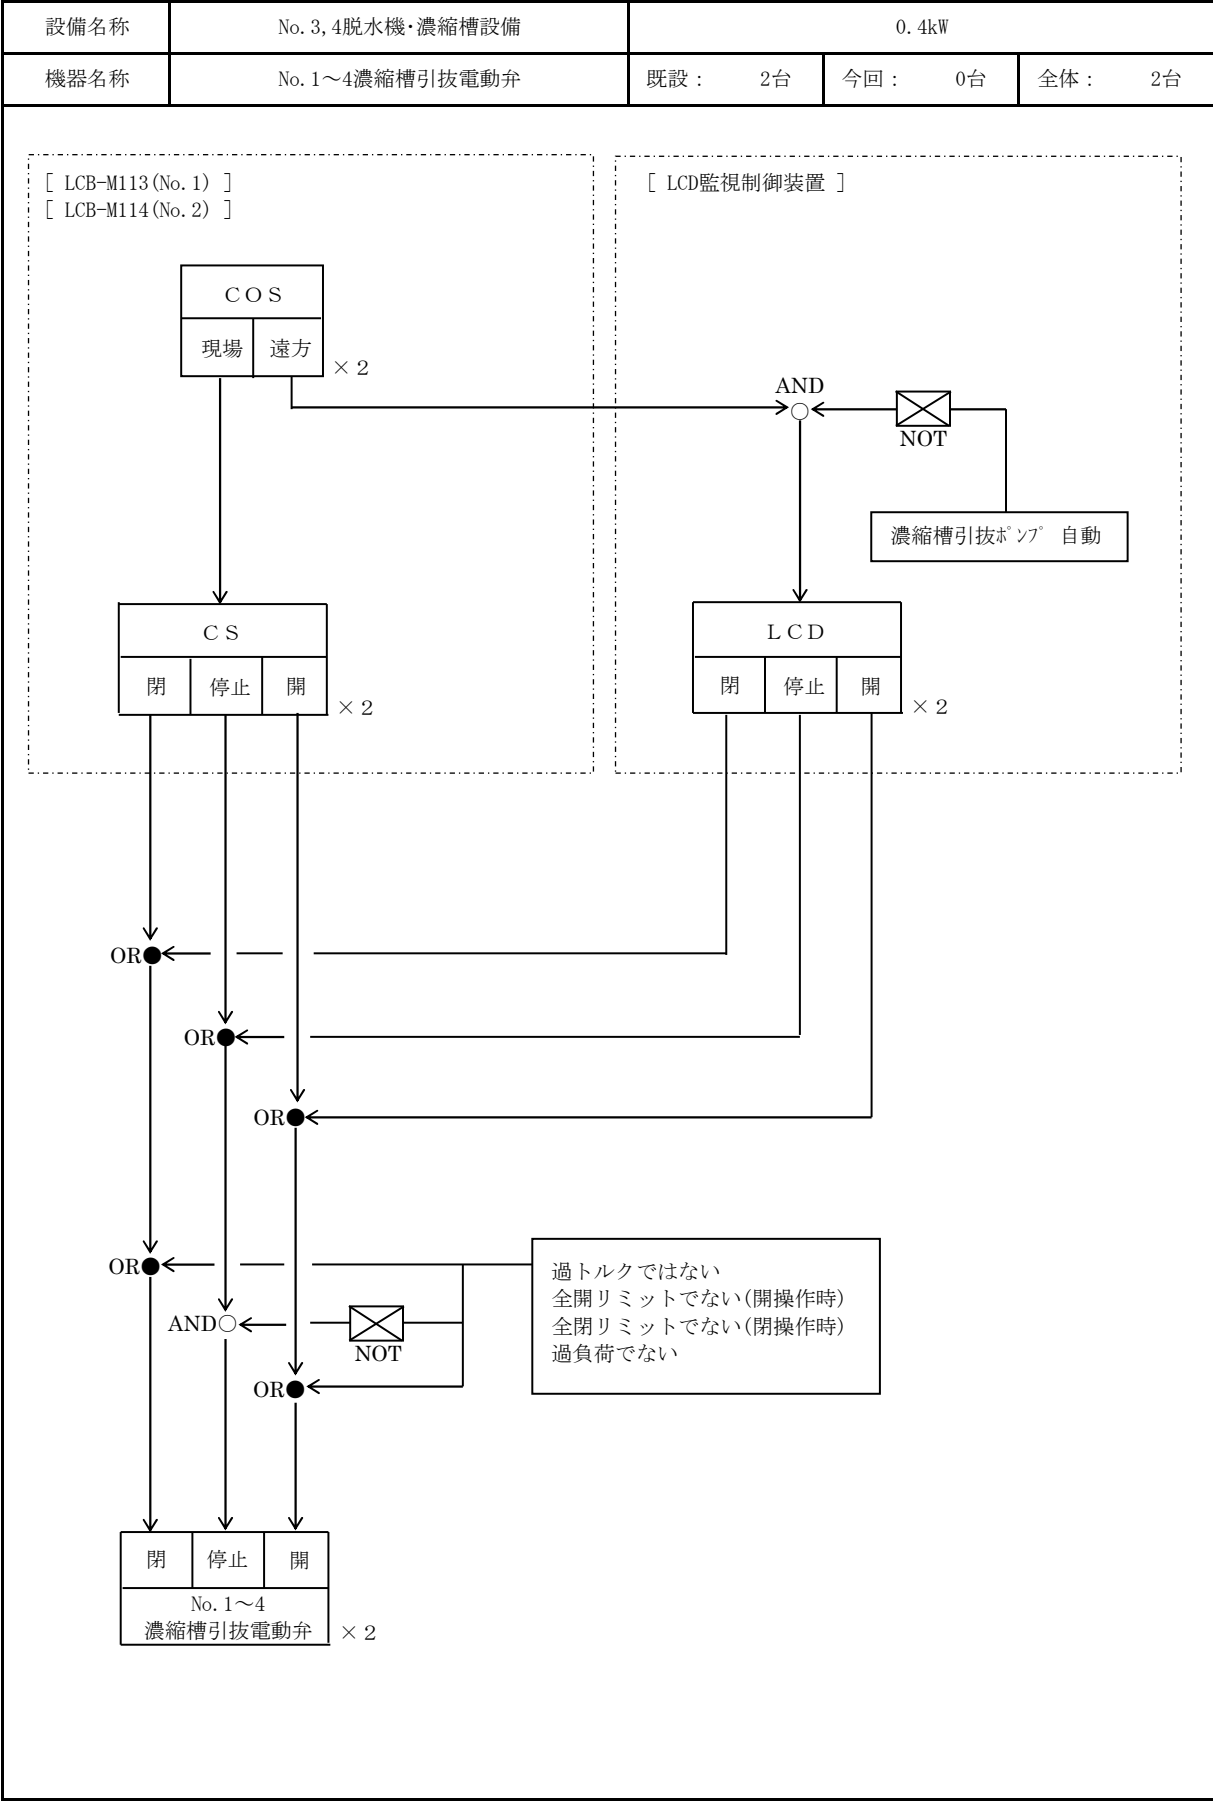 設備名称 No.3,4脱水機･濃縮槽設備 0.4kW
機器名称 No.1～4濃縮槽引抜電動弁 既設： 2台 今回： 0台 全体： 2台
[ LCB-M113(No.1) ]
[ LCB-M114(No.2) ]
[ LCD監視制御装置 ]
ＣＯＳ
現場 遠方
×２
AND
NOT
濃縮槽引抜ﾎﾟﾝﾌﾟ 自動
ＣＳ
閉 停止 開
×２
ＬＣＤ
閉 停止 開
×２
OR
OR
OR
OR
AND
NOT
OR
過トルクではない
全開リミットでない(開操作時)
全閉リミットでない(閉操作時)
過負荷でない
閉 停止 開
No.1～4
濃縮槽引抜電動弁
×２